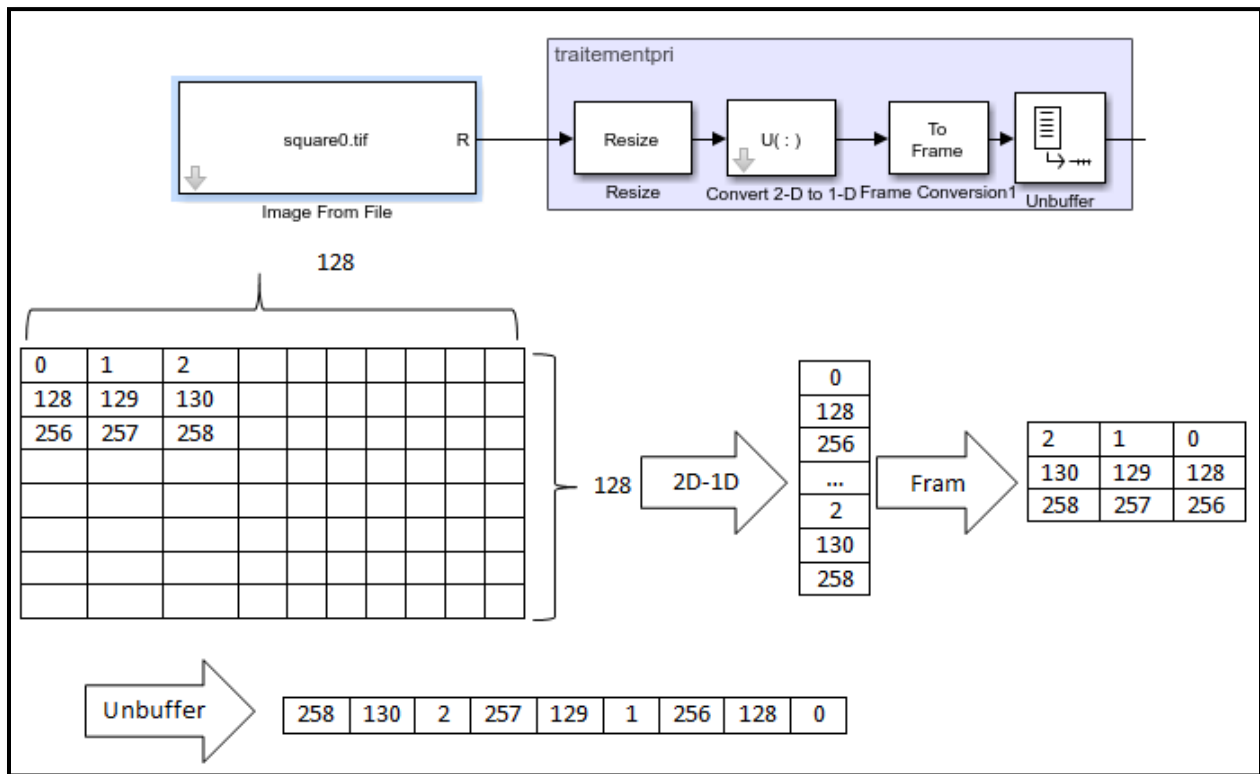 traitementpri
square0.tif R
Resize
U( : )
To
Frame
Image From File
Resize
Convert 2-D to 1-D
Frame Conversion1
Unbuffer
128
0 1 2
128 129 130
256 257 258
128
2D-1D
0
128
256
...
2
130
258
Fram
2 1 0
130 129 128
258 257 256
Unbuffer
258 130 2 257 129 1 256 128 0